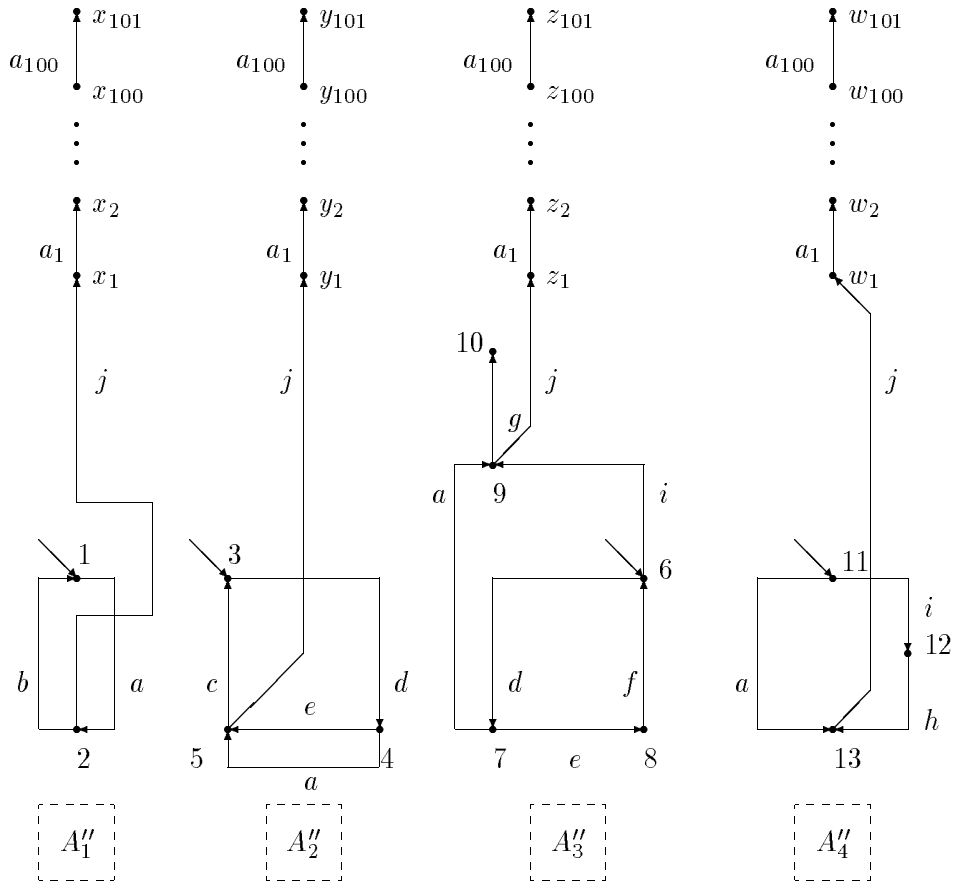 x101 y101 z101 w101
a100 a100 a100 a100
x100 y100 z100 w100
x2 y2 z2 w2
a1 a1 a1 a1
x1 y1 z1 w1
10
j j j j
g
a 9 i
1 3 6 11
i
12
b a c d d f a
e h
2 5 4 7 e 8 13
a
A″1 A″2 A″3 A″4